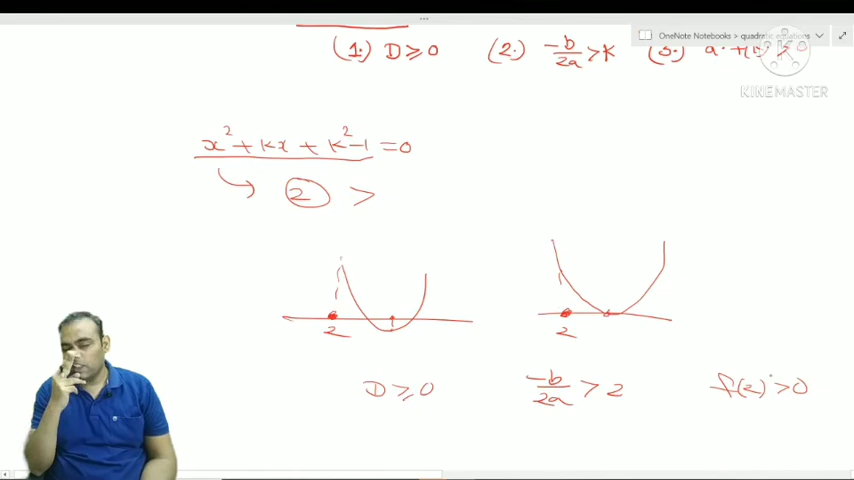 OneNote Notebooks > quadratic equations
(1.) D ≥ 0 (2.) -b/2a > K (3.) a. f(k) > 0
KINEMASTER
x² + kx + k²-1 = 0
2 >
2 2
D ≥ 0 -b/2a > 2 f(2) > 0